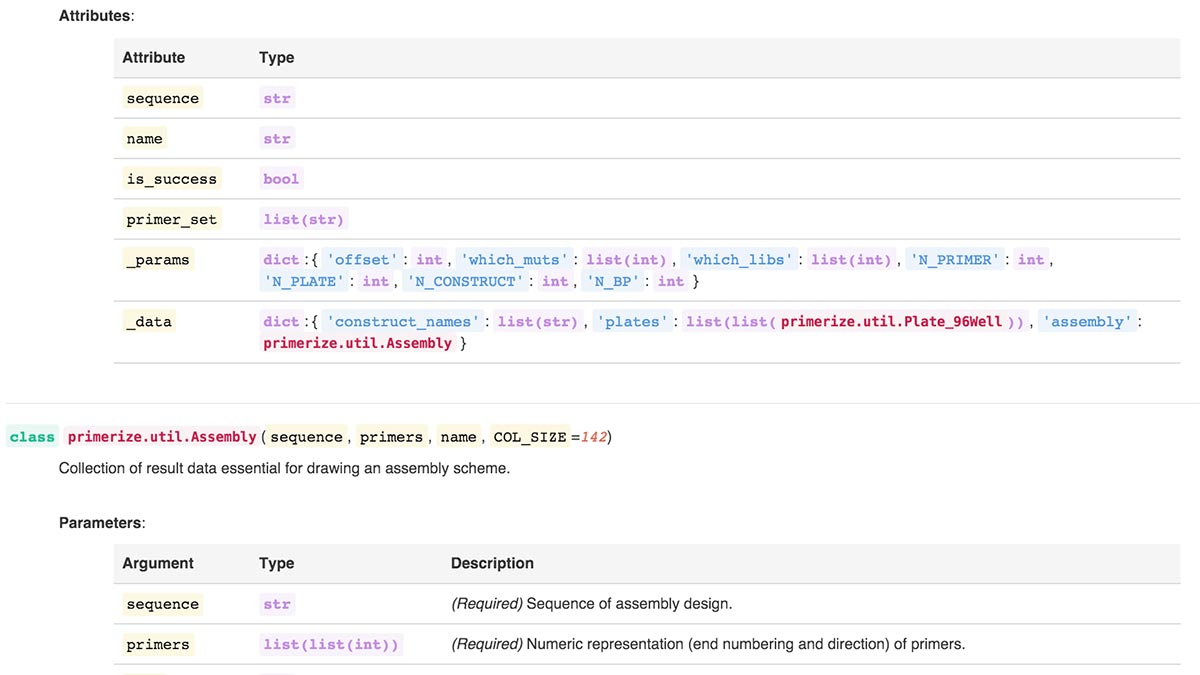 Attributes:
Attribute Type
sequence str
name str
is_success bool
primer_set list(str)
_params dict:{ 'offset': int, 'which_muts': list(int), 'which_libs': list(int), 'N_PRIMER': int,
'N_PLATE': int, 'N_CONSTRUCT': int, 'N_BP': int }
_data dict:{ 'construct_names': list(str), 'plates': list(list( primerize.util.Plate_96Well )), 'assembly':
primerize.util.Assembly }
class primerize.util.Assembly(sequence, primers, name, COL_SIZE=142)
Collection of result data essential for drawing an assembly scheme.
Parameters:
Argument Type Description
sequence str (Required) Sequence of assembly design.
primers list(list(int)) (Required) Numeric representation (end numbering and direction) of primers.